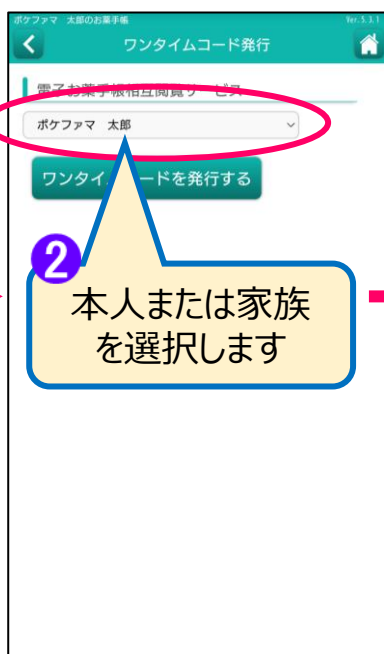 ポケファマ 太郎のお薬手帳
Ver.5.3.1
ワンタイムコード発行
電子お薬手帳相互閲覧サービス
ポケファマ 太郎
ワンタイムコードを発行する
2
本人または家族
を選択します